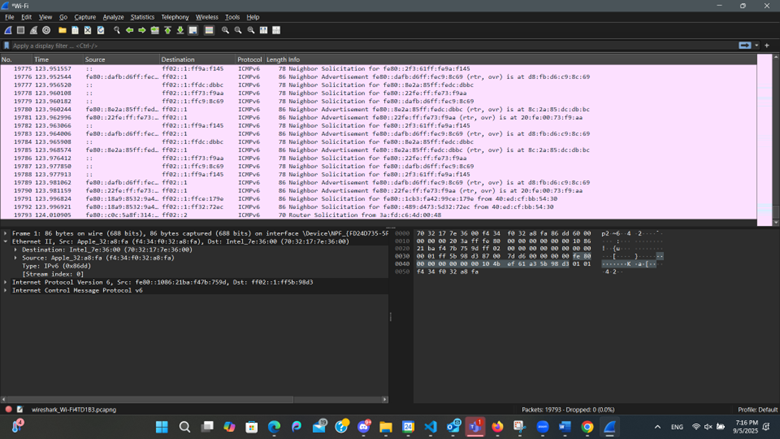 *Wi-Fi
File Edit View Go Capture Analyze Statistics Telephony Wireless Tools Help
Apply a display filter ... <Ctrl-/>
No. Time Source Destination Protocol Length Info
19775 123.951557 :: ff02::1:ff9a:f145 ICMPv6 78 Neighbor Solicitation for fe80::2f3:61ff:fe9a:f145
19776 123.952544 fe80::dafb:d6ff:fec… ff02::1 ICMPv6 86 Neighbor Advertisement fe80::dafb:d6ff:fec9:8c69 (rtr, ovr) is at d8:fb:d6:c9:8c:69
19777 123.956520 :: ff02::1:ffdc:dbbc ICMPv6 78 Neighbor Solicitation for fe80::8e2a:85ff:fedc:dbbc
19778 123.960108 :: ff02::1:ff73:f9aa ICMPv6 78 Neighbor Solicitation for fe80::22fe:ff:fe73:f9aa
19779 123.960182 :: ff02::1:ffc9:8c69 ICMPv6 78 Neighbor Solicitation for fe80::dafb:d6ff:fec9:8c69
19780 123.960244 fe80::8e2a:85ff:fed… ff02::1 ICMPv6 86 Neighbor Advertisement fe80::8e2a:85ff:fedc:dbbc (rtr, ovr) is at 8c:2a:85:dc:db:bc
19781 123.962996 fe80::22fe:ff:fe73:… ff02::1 ICMPv6 86 Neighbor Advertisement fe80::22fe:ff:fe73:f9aa (rtr, ovr) is at 20:fe:00:73:f9:aa
19782 123.963066 :: ff02::1:ff9a:f145 ICMPv6 78 Neighbor Solicitation for fe80::2f3:61ff:fe9a:f145
19783 123.964006 fe80::dafb:d6ff:fec… ff02::1 ICMPv6 86 Neighbor Advertisement fe80::dafb:d6ff:fec9:8c69 (rtr, ovr) is at d8:fb:d6:c9:8c:69
19784 123.965908 :: ff02::1:ffdc:dbbc ICMPv6 78 Neighbor Solicitation for fe80::8e2a:85ff:fedc:dbbc
19785 123.968574 fe80::8e2a:85ff:fed… ff02::1 ICMPv6 86 Neighbor Advertisement fe80::8e2a:85ff:fedc:dbbc (rtr, ovr) is at 8c:2a:85:dc:db:bc
19786 123.976412 :: ff02::1:ff73:f9aa ICMPv6 78 Neighbor Solicitation for fe80::22fe:ff:fe73:f9aa
19787 123.977850 :: ff02::1:ffc9:8c69 ICMPv6 78 Neighbor Solicitation for fe80::dafb:d6ff:fec9:8c69
19788 123.977913 :: ff02::1:ff9a:f145 ICMPv6 78 Neighbor Solicitation for fe80::2f3:61ff:fe9a:f145
19789 123.981062 fe80::dafb:d6ff:fec… ff02::1 ICMPv6 86 Neighbor Advertisement fe80::dafb:d6ff:fec9:8c69 (rtr, ovr) is at d8:fb:d6:c9:8c:69
19790 123.981159 fe80::22fe:ff:fe73:… ff02::1 ICMPv6 86 Neighbor Advertisement fe80::22fe:ff:fe73:f9aa (rtr, ovr) is at 20:fe:00:73:f9:aa
19791 123.996824 fe80::18a9:8532:9a4… ff02::1:ffce:179e ICMPv6 86 Neighbor Solicitation for fe80::1cb3:fa42:99ce:179e from 40:ed:cf:bb:54:30
19792 123.996921 fe80::18a9:8532:9a4… ff02::1:ff32:72ec ICMPv6 86 Neighbor Solicitation for fe80::489d:d473:5d32:72ec from 40:ed:cf:bb:54:30
19793 124.010905 fe80::c0c:5a8f:314:… ff02::2 ICMPv6 70 Router Solicitation from 3a:fd:c6:4d:00:48
Frame 1: 86 bytes on wire (688 bits), 86 bytes captured (688 bits) on interface \Device\NPF_{FD24D735-5F
Ethernet II, Src: Apple_32:a8:fa (f4:34:f0:32:a8:fa), Dst: Intel_7e:36:00 (70:32:17:7e:36:00)
Destination: Intel_7e:36:00 (70:32:17:7e:36:00)
Source: Apple_32:a8:fa (f4:34:f0:32:a8:fa)
Type: IPv6 (0x86dd)
[Stream index: 0]
Internet Protocol Version 6, Src: fe80::1086:21ba:f47b:759d, Dst: ff02::1:ff5b:98d3
Internet Control Message Protocol v6
0000 70 32 17 7e 36 00 f4 34 f0 32 a8 fa 86 dd 60 00
0010 00 00 00 20 3a ff fe 80 00 00 00 00 00 00 10 86
0020 21 ba f4 7b 75 9d ff 02 00 00 00 00 00 00 00 00
0030 00 01 ff 5b 98 d3 87 00 7d d6 00 00 00 00 fe 80
0040 00 00 00 00 00 00 10 4b ef 61 a3 5b 98 d3 01 01
0050 f4 34 f0 32 a8 fa
wireshark_Wi-Fi4TD1B3.pcapng
Packets: 19793 · Dropped: 0 (0.0%)
Profile: Default
ENG
7:16 PM
9/5/2025